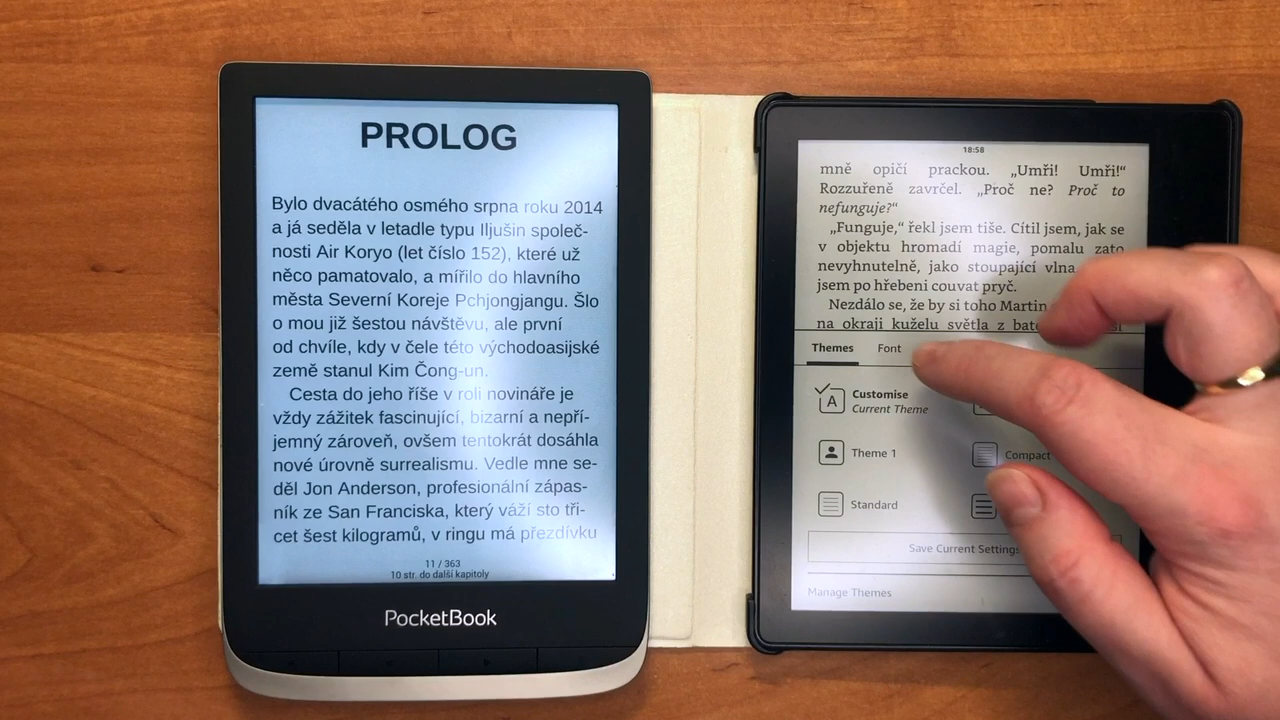 PROLOG
Bylo dvacátého osmého srpna roku 2014
a já seděla v letadle typu Iljušin společ-
nosti Air Koryo (let číslo 152), které už
něco pamatovalo, a mířilo do hlavního
města Severní Koreje Pchjongjangu. Šlo
o mou již šestou návštěvu, ale první
od chvíle, kdy v čele této východoasijské
země stanul Kim Čong-un.
Cesta do jeho říše v roli novináře je
vždy zážitek fascinující, bizarní a nepří-
jemný zároveň, ovšem tentokrát dosáhla
nové úrovně surrealismu. Vedle mne se-
děl Jon Anderson, profesionální zápas-
ník ze San Franciska, který váží sto tři-
cet šest kilogramů, v ringu má přezdívku
11 / 363
10 str. do další kapitoly
PocketBook
18:58
mně opičí prackou. „Umři! Umři!“
Rozzuřeně zavrčel. „Proč ne? Proč to
nefunguje?“
„Funguje,“ řekl jsem tiše. Cítil jsem, jak se
v objektu hromadí magie, pomalu zato
nevyhnutelně, jako stoupající vlna
jsem po hřebeni couvat pryč.
Nezdálo se, že by si toho Martin
na okraji kuželu světla z
Themes Font
Customise
Current Theme
Theme 1
Compact
Standard
Save Current Settings
Manage Themes